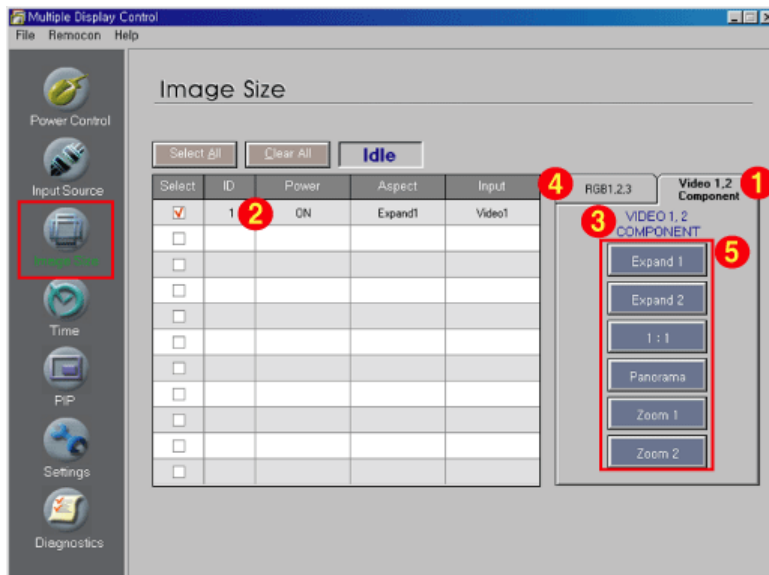 Multiple Display Control
File Remocon Help
Power Control
Input Source
Image Size
Time
PIP
Settings
Diagnostics
Image Size
Select All Clear All Idle
Select ID Power Aspect Input
1 2 ON Expand1 Video1
4 RGB1,2,3 Video 1,2 Component 1
3 VIDEO 1, 2
COMPONENT
5
Expand 1
Expand 2
1 : 1
Panorama
Zoom 1
Zoom 2